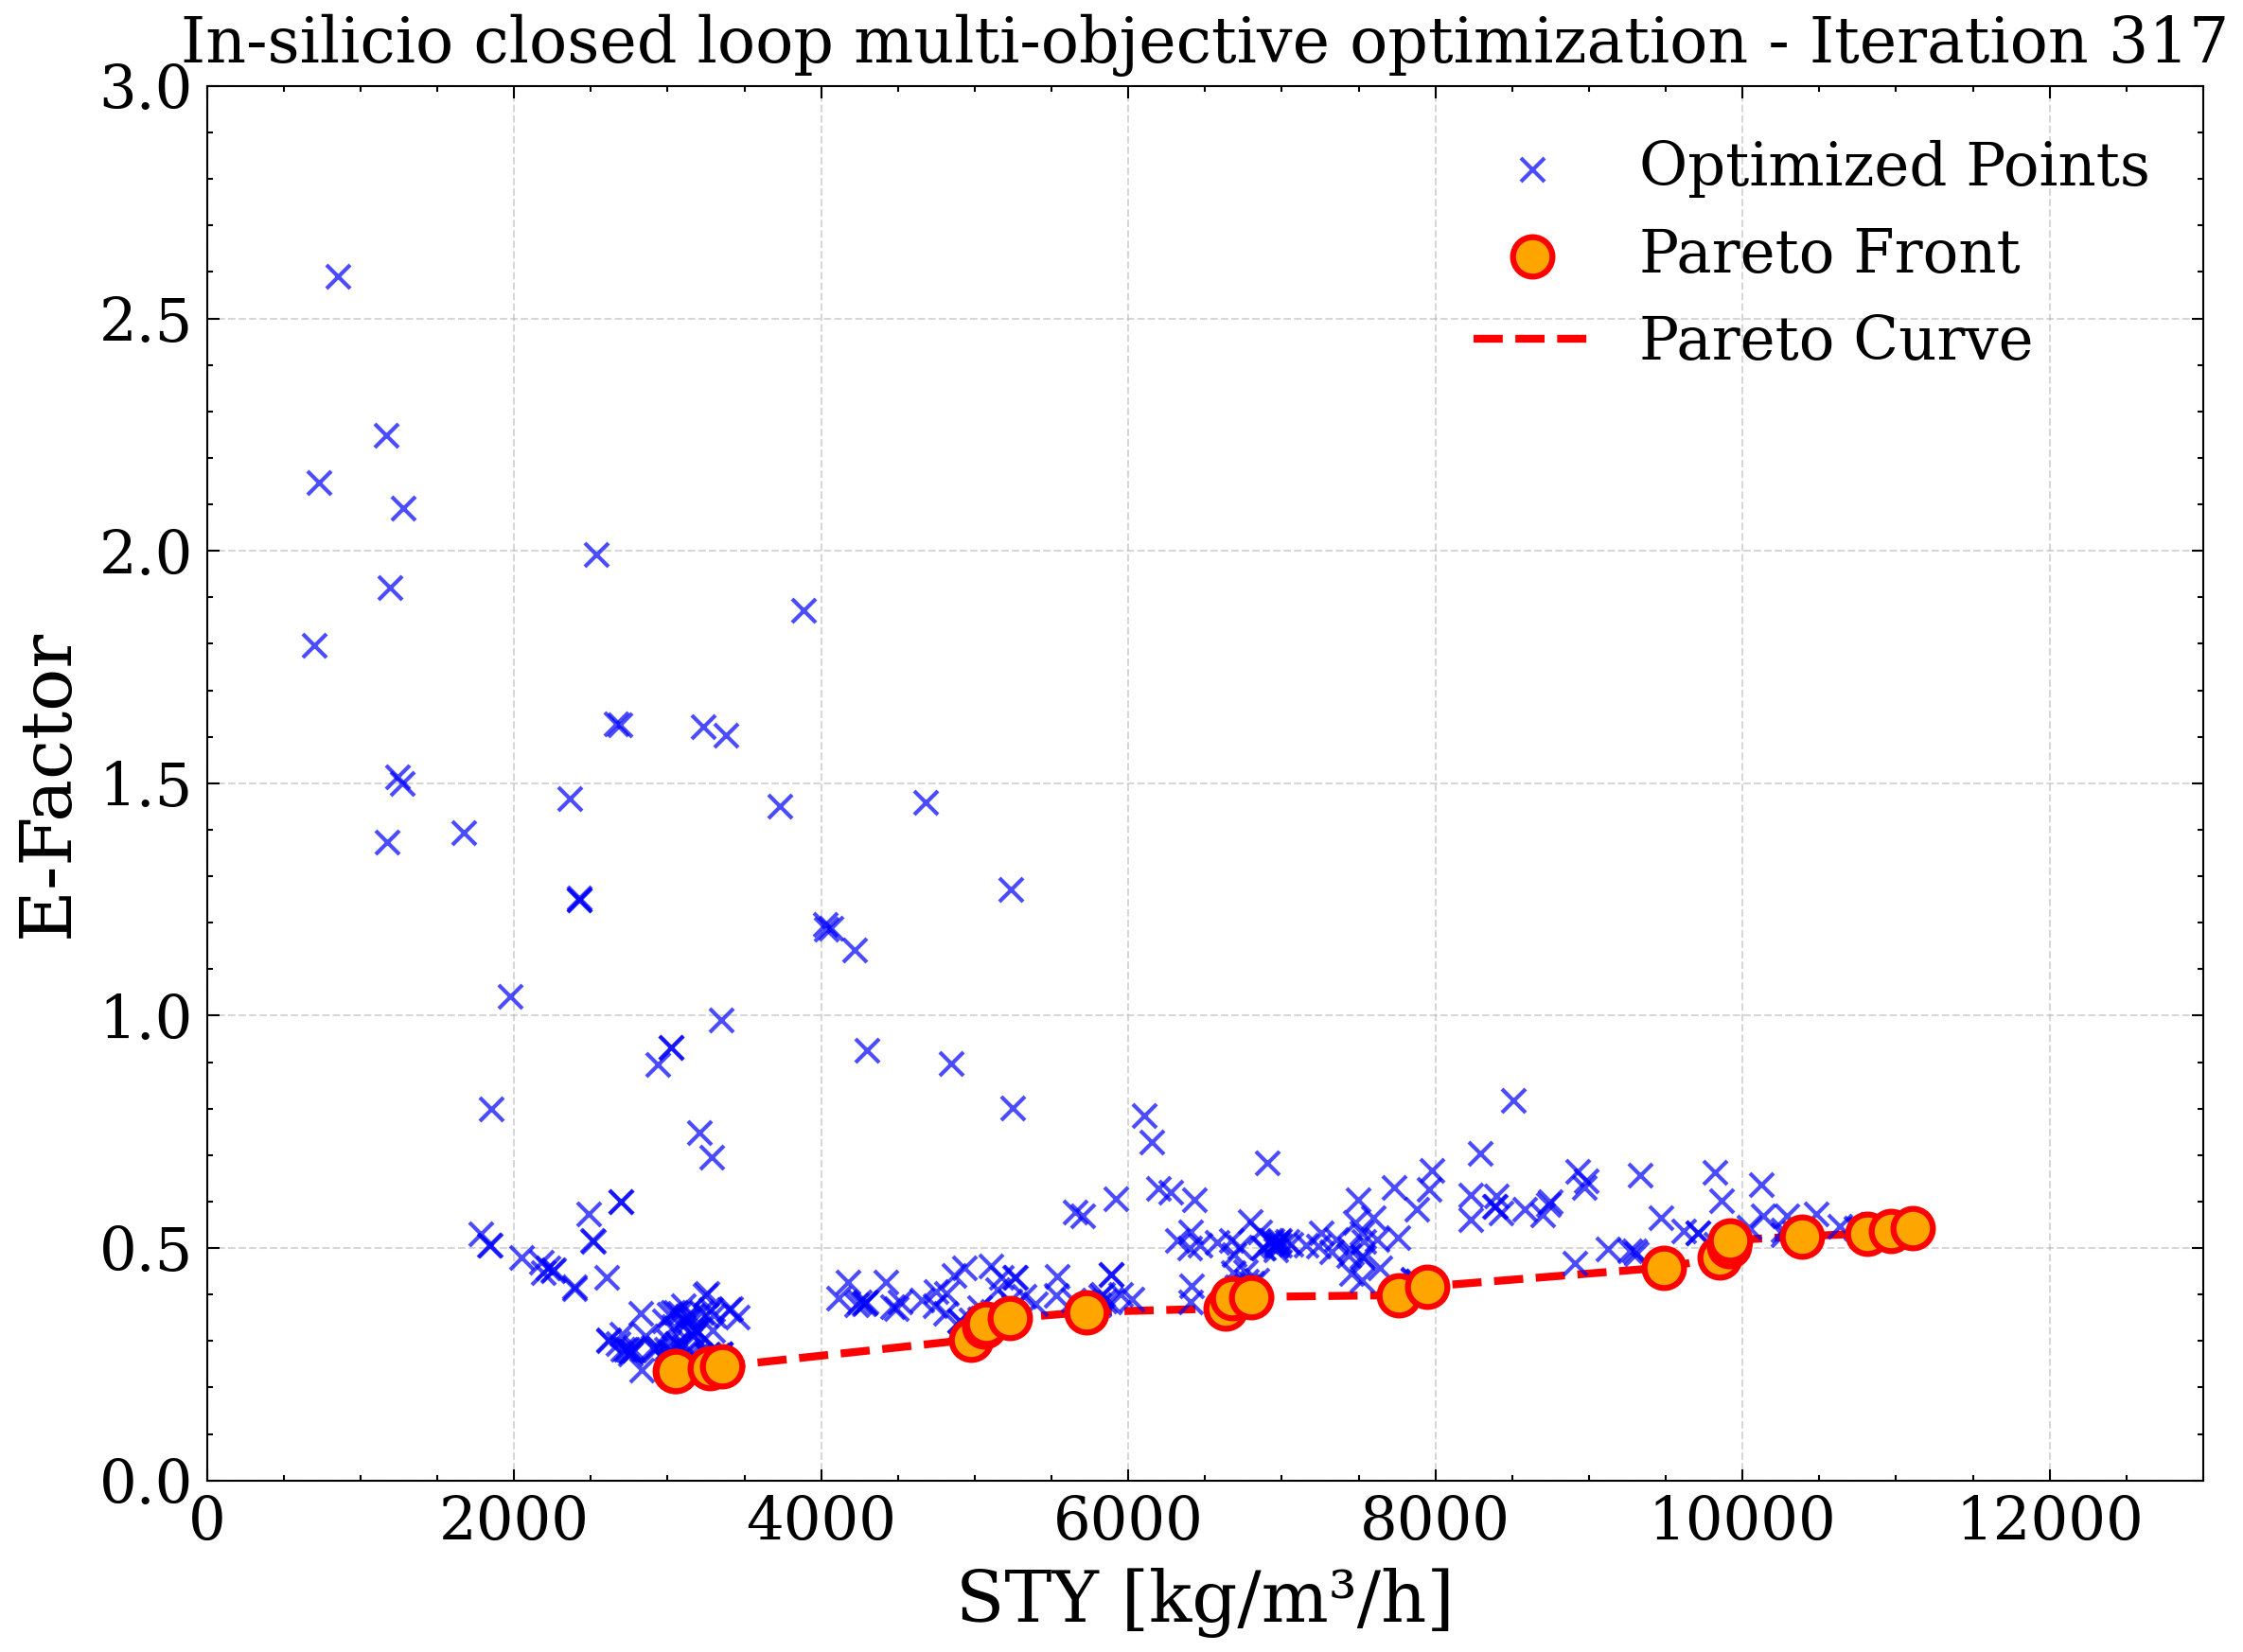 In-silicio closed loop multi-objective optimization - Iteration 317
3.0
2.5
2.0
1.5
1.0
0.5
0.0
E-Factor
Optimized Points
Pareto Front
Pareto Curve
0 2000 4000 6000 8000 10000 12000
STY [kg/m³/h]